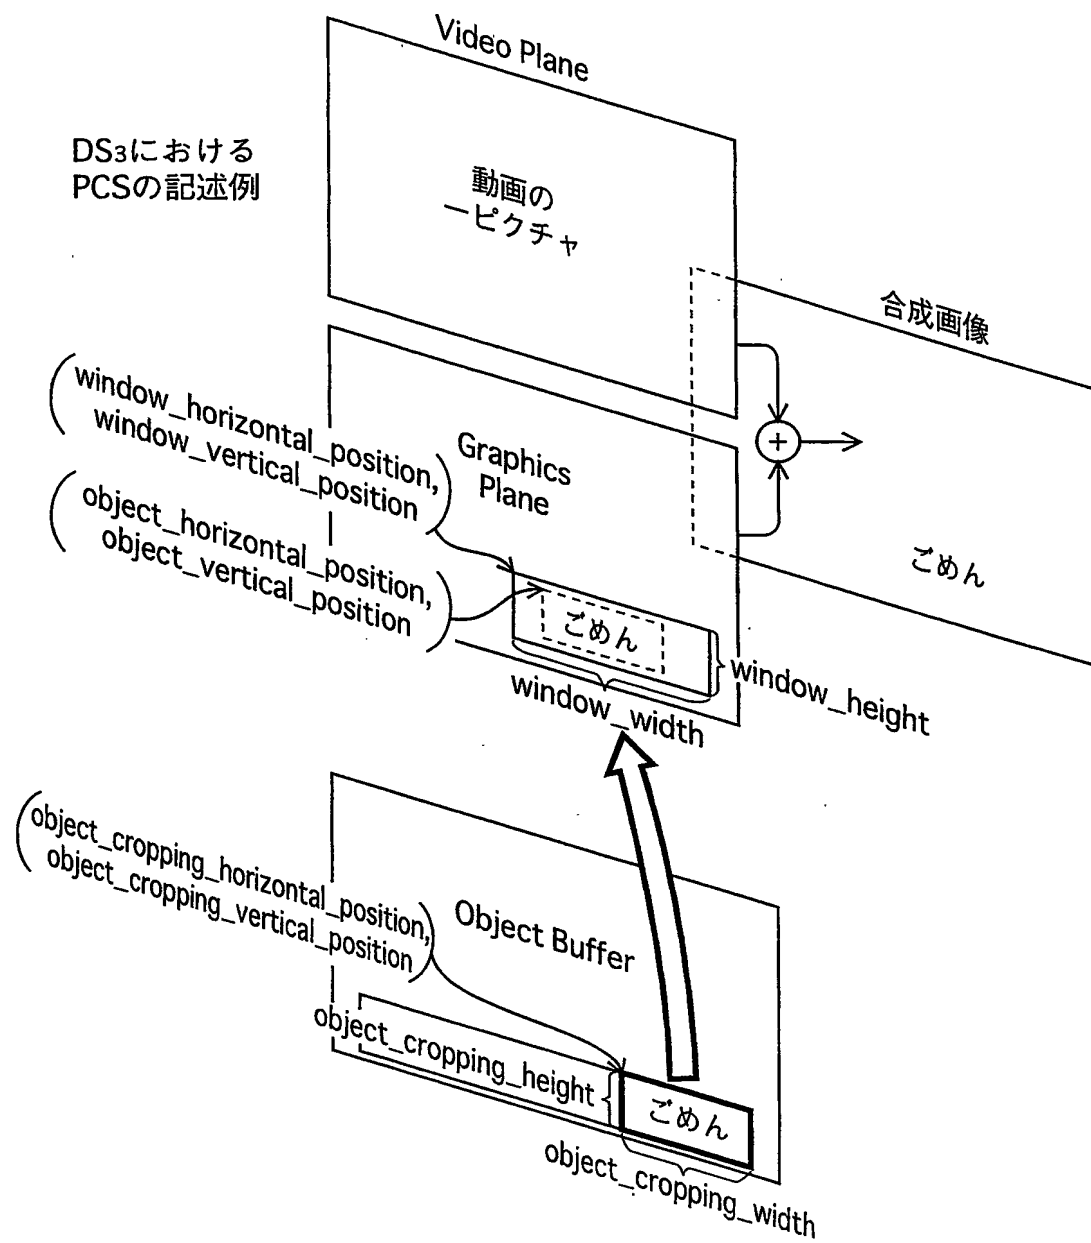 Video Plane
DS3における
PCSの記述例
動画の
一ピクチャ
合成画像
window_horizontal_position,
window_vertical_position
Graphics
Plane
object_horizontal_position,
object_vertical_position
ごめん
ごめん
window_height
window_width
object_cropping_horizontal_position,
object_cropping_vertical_position
Object Buffer
object_cropping_height
ごめん
object_cropping_width